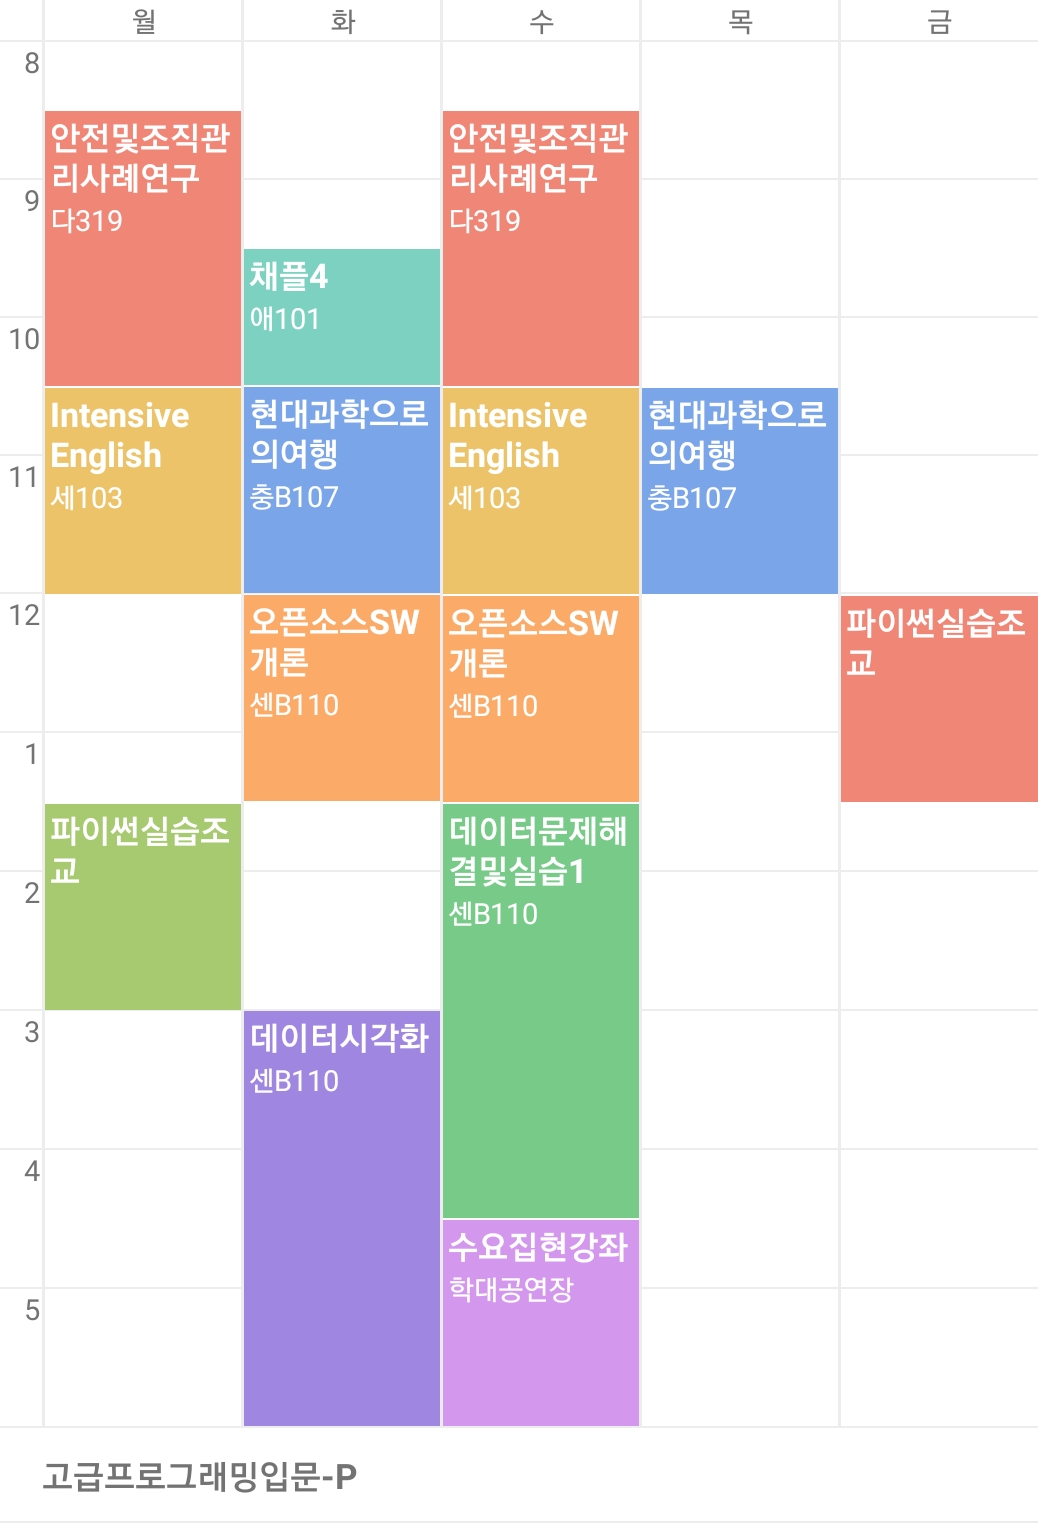 월 화 수 목 금
8
안전및조직관
리사례연구
다319
안전및조직관
리사례연구
다319
9
채플4
애101
10
Intensive
English
세103
현대과학으로
의여행
충B107
Intensive
English
세103
현대과학으로
의여행
충B107
11
12
오픈소스SW
개론
센B110
오픈소스SW
개론
센B110
파이썬실습조
교
1
파이썬실습조
교
데이터문제해
결및실습1
센B110
2
3
데이터시각화
센B110
4
수요집현강좌
학대공연장
5
고급프로그래밍입문-P